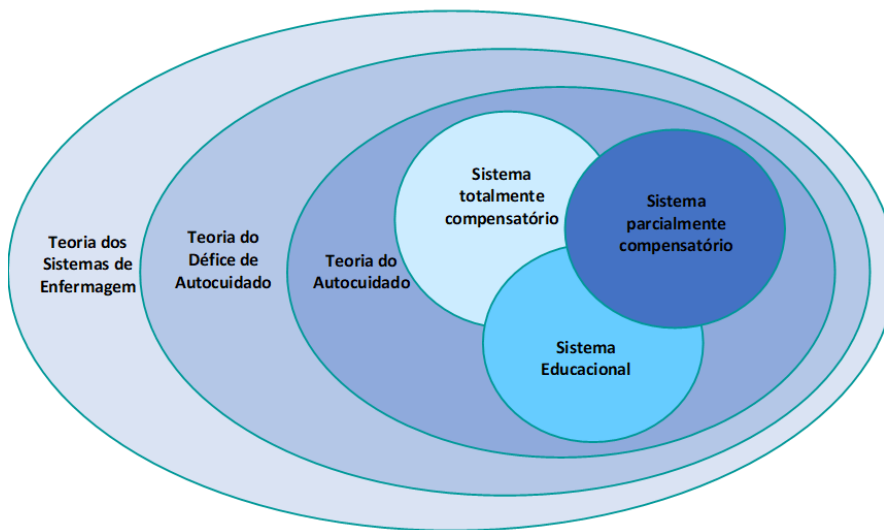 Teoria dos
Sistemas de
Enfermagem
Teoria do
Défice de
Autocuidado
Teoria do
Autocuidado
Sistema
totalmente
compensatório
Sistema
parcialmente
compensatório
Sistema
Educacional